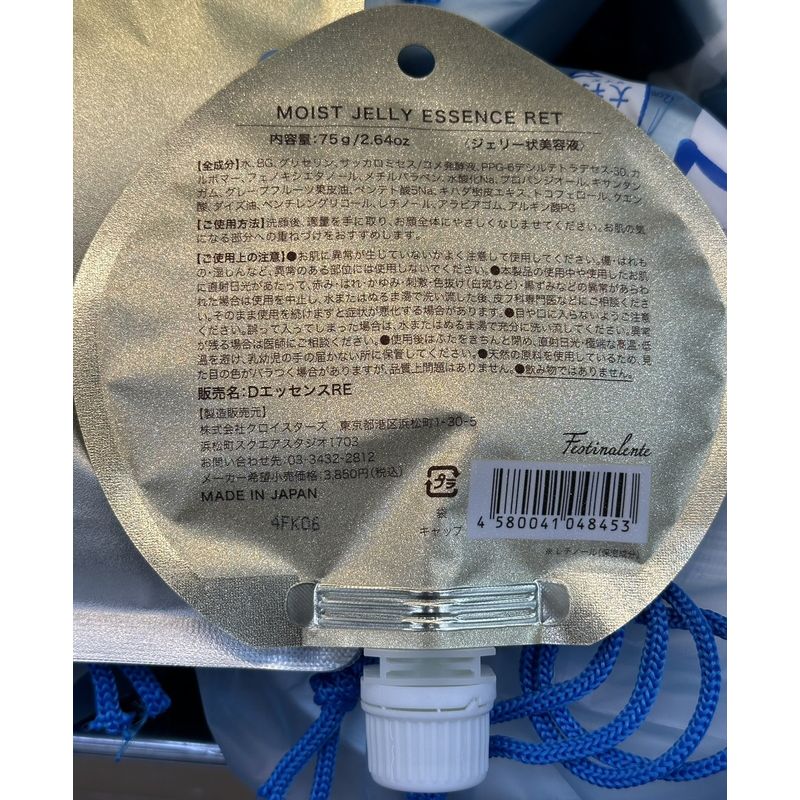 MOIST JELLY ESSENCE RET
内容量:75g/2.64oz 〈ジェリー状美容液〉
【全成分】水、BG、グリセリン、サッカロミセス/コメ発酵液、PPG-6デシルテトラデセス-30、カ
ルボマー、フェノキシエタノール、メチルパラベン、水酸化Na、プロパンジオール、キサンタン
ガム、グレープフルーツ果皮油、ペンテト酸5Na、キハダ樹皮エキス、トコフェロール、クエン
酸、ダイズ油、ペンチレングリコール、レチノール、アラビアゴム、アルギン酸PG
【ご使用方法】洗顔後、適量を手に取り、お顔全体にやさしくなじませてください。お肌の気
になる部分への重ねづけをおすすめします。
【ご使用上の注意】●お肌に異常が生じていないかよく注意して使用してください。傷・はれも
の・湿しんなど、異常のある部位には使用しないでください。●本製品の使用中や使用したお肌
に直射日光があたって、赤み・はれ・かゆみ・刺激・色抜け(白斑など)・黒ずみなどの異常があらわ
れた場合は使用を中止し、水またはぬるま湯で洗い流した後、皮フ科専門医などにご相談くださ
い。そのまま使用を続けますと症状が悪化する場合があります。●目や口に入らないようご注意
ください。誤って入ってしまった場合は、水またはぬるま湯で充分に洗い流してください。異常
が残る場合は医師にご相談ください。●使用後はふたをきちんと閉め、直射日光・極端な高温、低
温を避け、乳幼児の手の届かない所に保管してください。●天然の原料を使用しているため、見
た目の色がバラつく場合がありますが、品質上問題はありません。●飲み物ではありません。
販売名:DエッセンスRE
【製造販売元】
株式会社クロイスターズ 東京都港区浜松町1-30-5
浜松町スクエアスタジオ1703
お問い合わせ先:03-3432-2812
メーカー希望小売価格:3,850円(税込)
MADE IN JAPAN
4FK06
Festinalente
プラ
袋
キャップ
4 580041 048453
※レチノール(保湿成分)